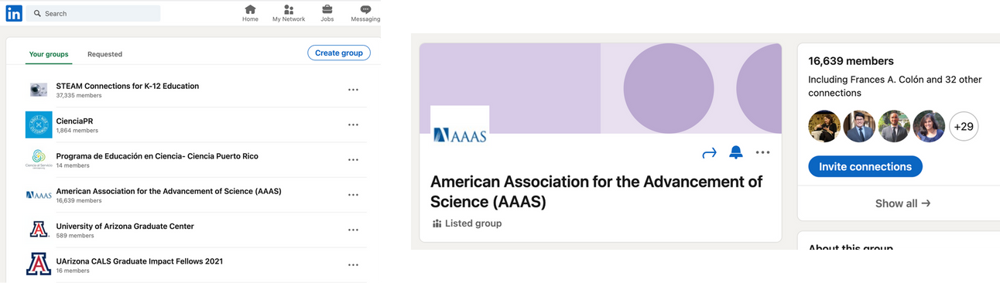 in
Search
Home
My Network
Jobs
Messaging
Your groups
Requested
Create group
STEAM Connections for K-12 Education
37,335 members
CienciaPR
1,864 members
Programa de Educación en Ciencia- Ciencia Puerto Rico
14 members
AAAS
American Association for the Advancement of Science (AAAS)
16,639 members
A
University of Arizona Graduate Center
589 members
A
UArizona CALS Graduate Impact Fellows 2021
16 members
AAAS
American Association for the Advancement of
Science (AAAS)
Listed group
16,639 members
Including Frances A. Colón and 32 other
connections
+29
Invite connections
Show all →
About this group